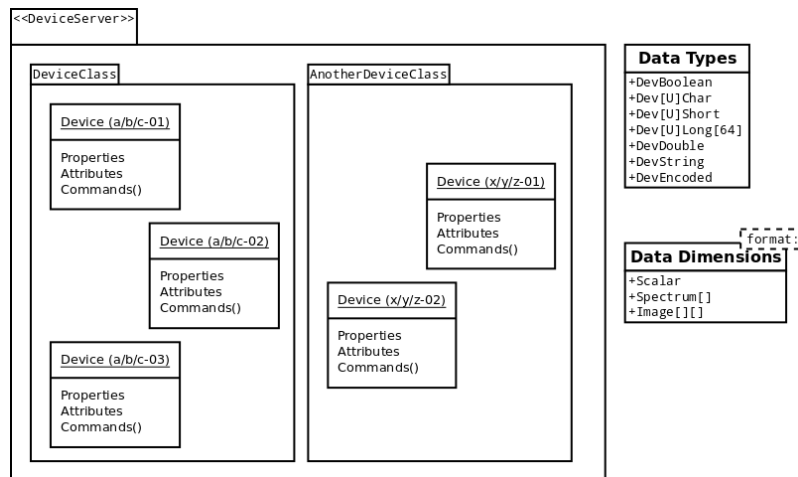 <<DeviceServer>>
DeviceClass
Device (a/b/c-01)
Properties
Attributes
Commands()
Device (a/b/c-02)
Properties
Attributes
Commands()
Device (a/b/c-03)
Properties
Attributes
Commands()
AnotherDeviceClass
Device (x/y/z-01)
Properties
Attributes
Commands()
Device (x/y/z-02)
Properties
Attributes
Commands()
Data Types
+DevBoolean
+Dev[U]Char
+Dev[U]Short
+Dev[U]Long[64]
+DevDouble
+DevString
+DevEncoded
format:
Data Dimensions
+Scalar
+Spectrum[]
+Image[][]